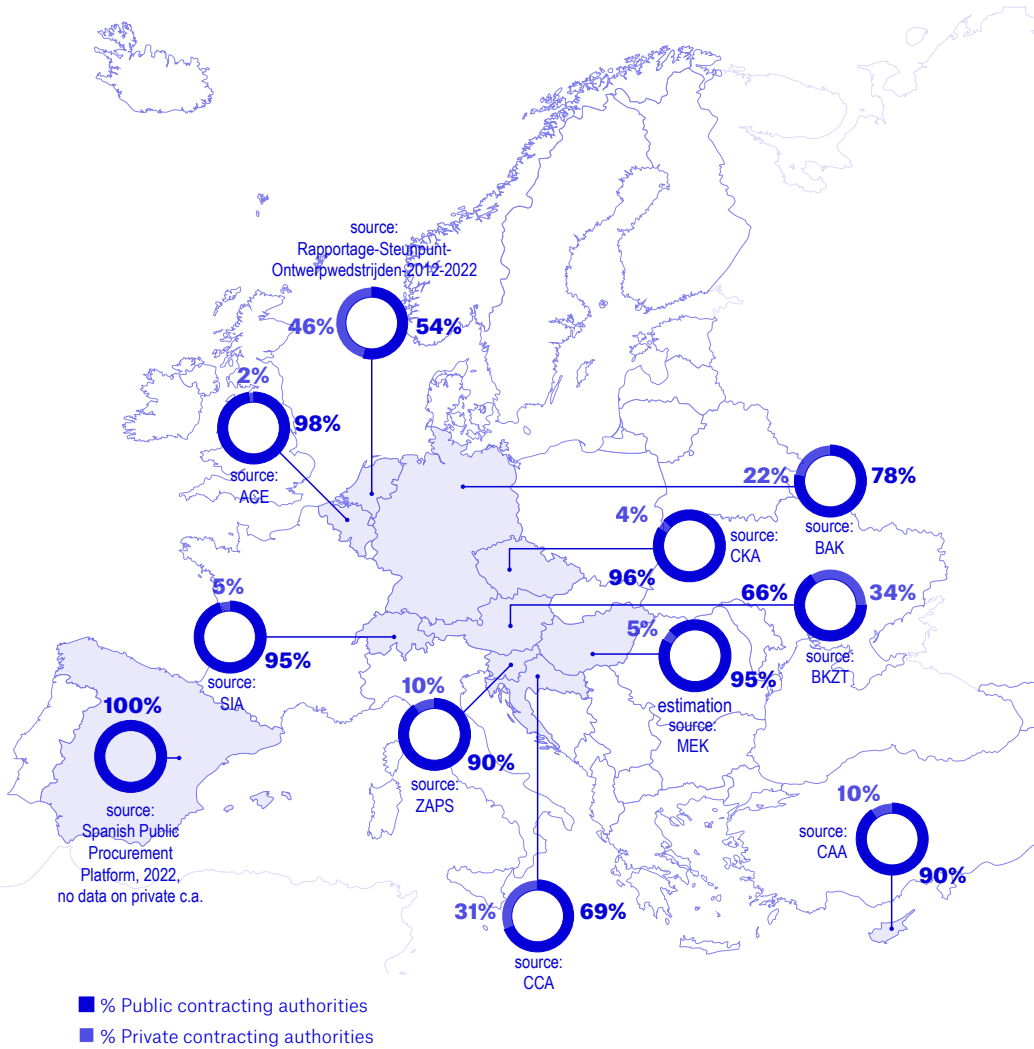 source:
Rapportage-Steunpunt-
Ontwerpwedstrijden-2012-2022
46%
54%
2%
98%
source:
ACE
22%
78%
source:
BAK
4%
source:
CKA
96%
66%
34%
source:
BKZT
5%
95%
source:
SIA
5%
95%
estimation
source:
MEK
10%
90%
source:
ZAPS
100%
source:
Spanish Public
Procurement
Platform, 2022,
no data on private c.a.
10%
source:
CAA
90%
31%
69%
source:
CCA
% Public contracting authorities
% Private contracting authorities